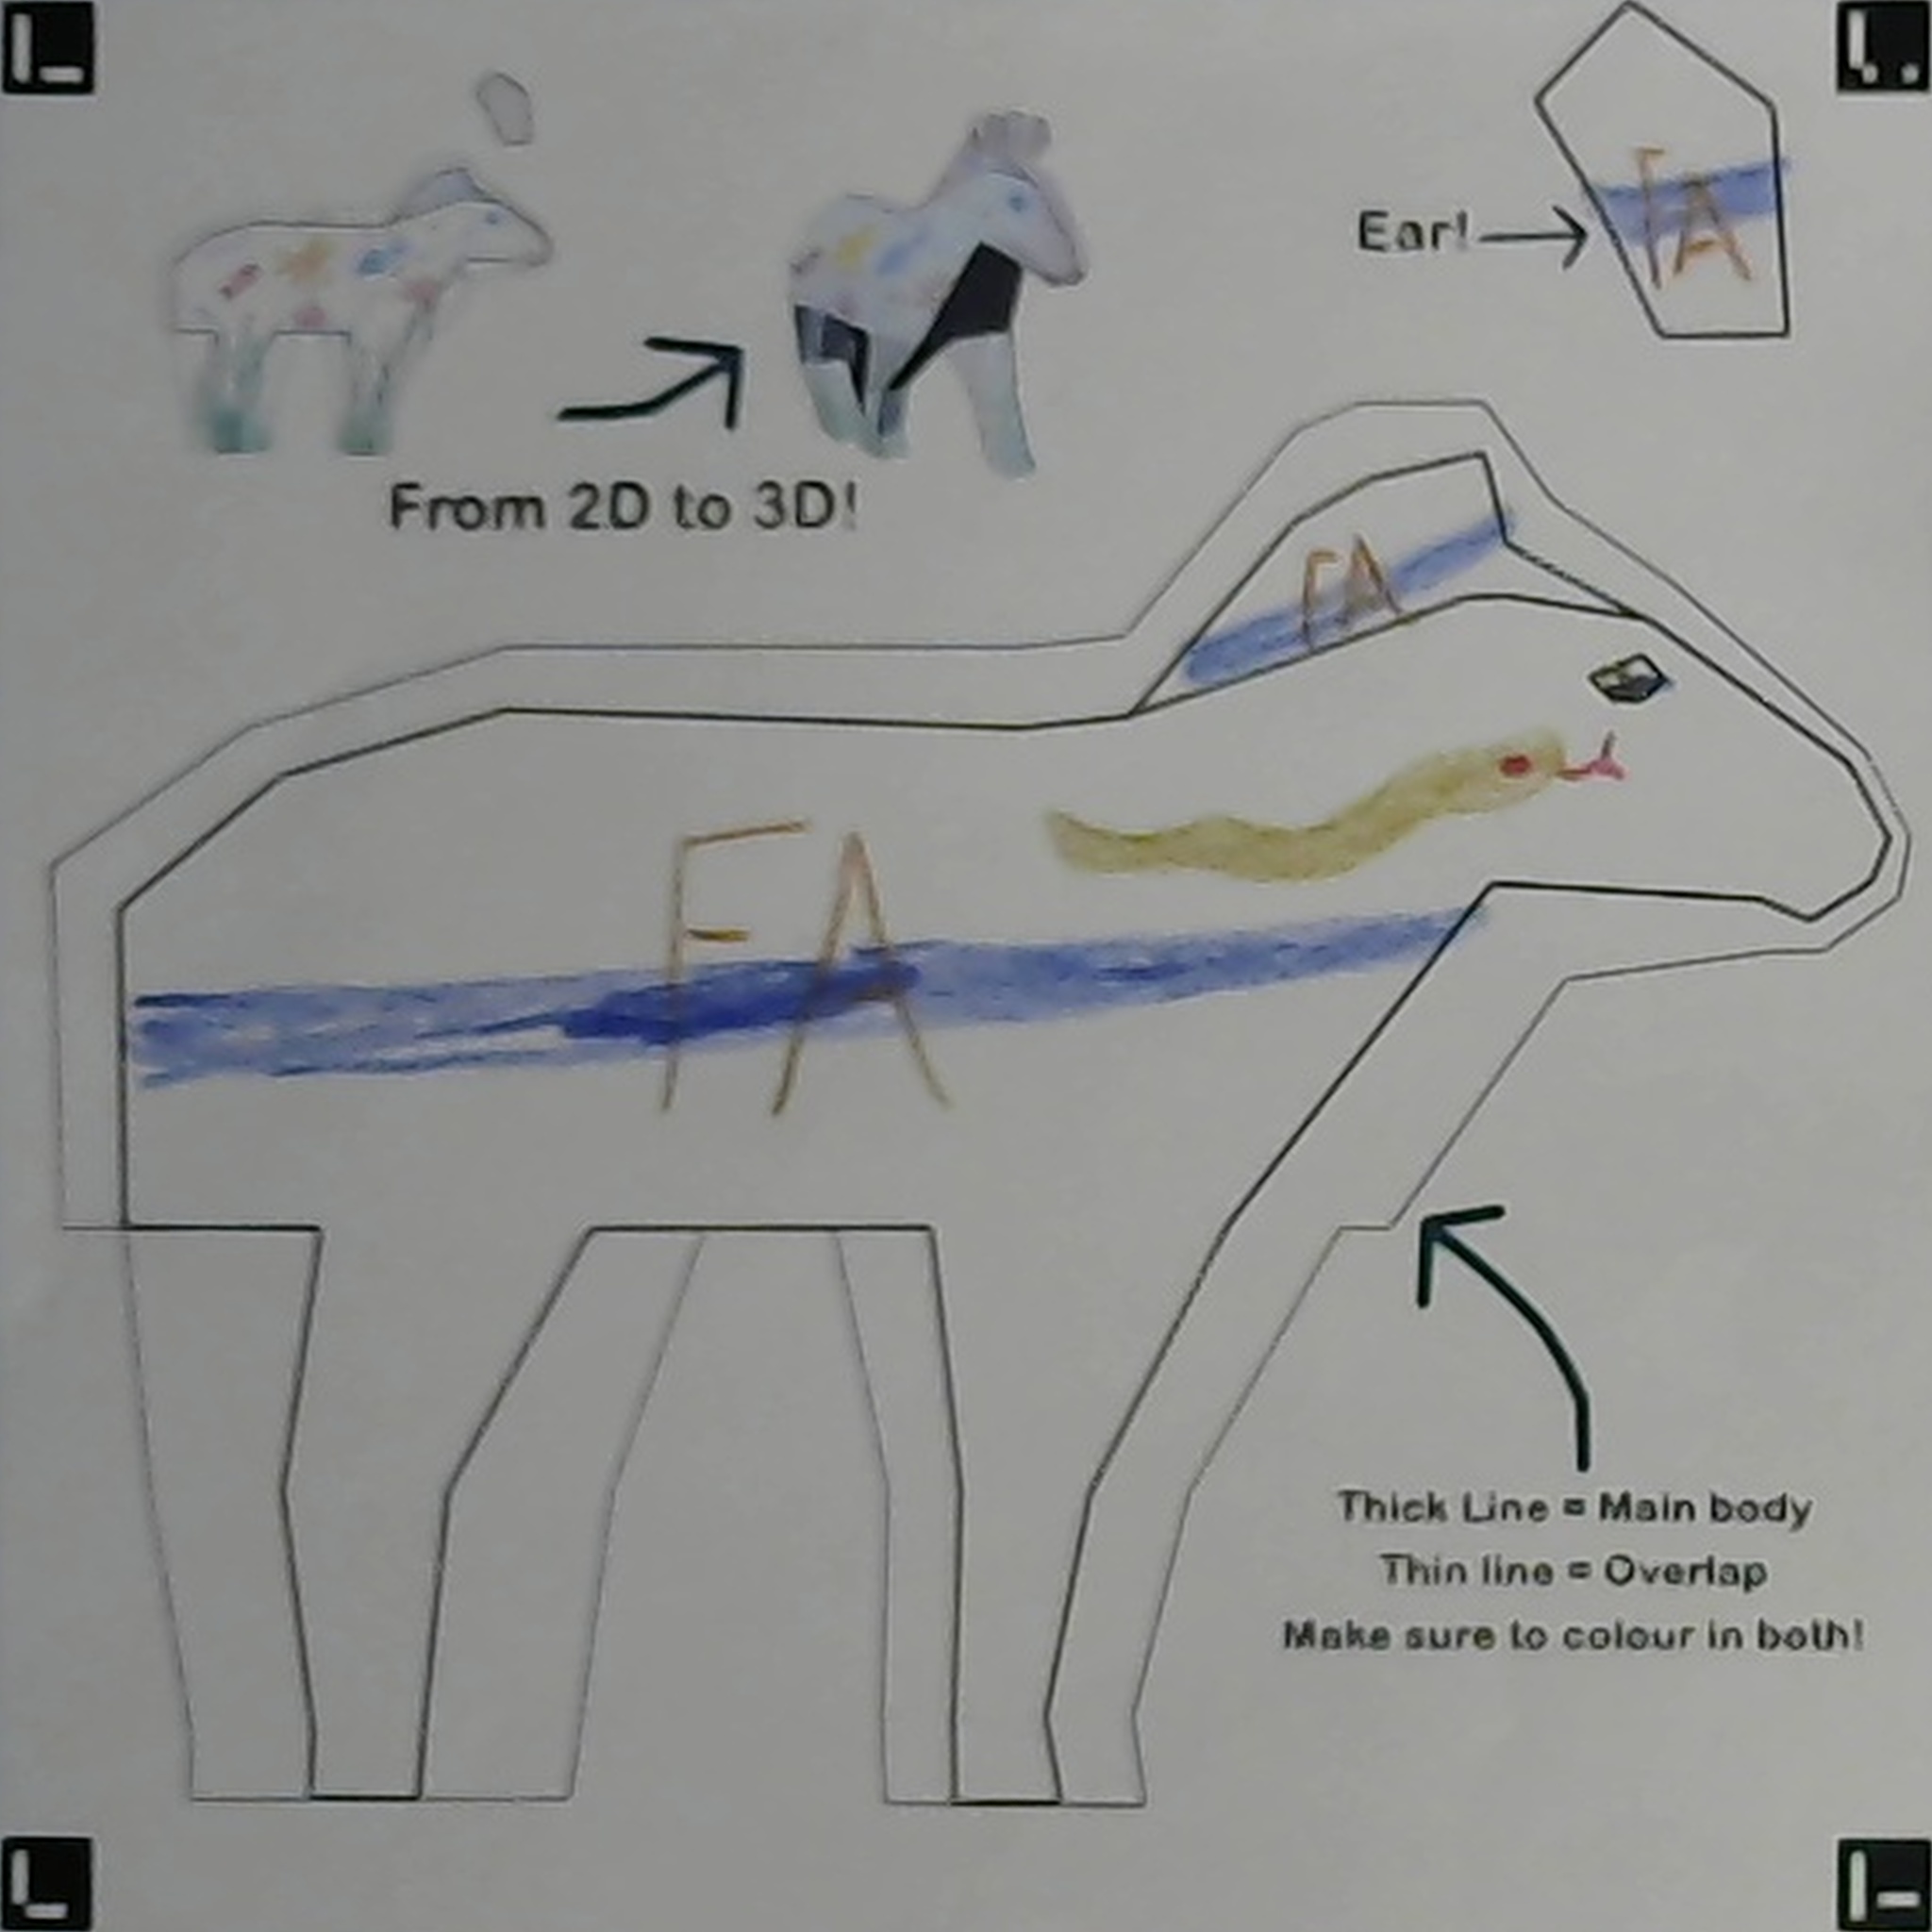 Ear!
FA
From 2D to 3D!
FA
FA
Thick Line = Main body
Thin line = Overlap
Make sure to colour in both!